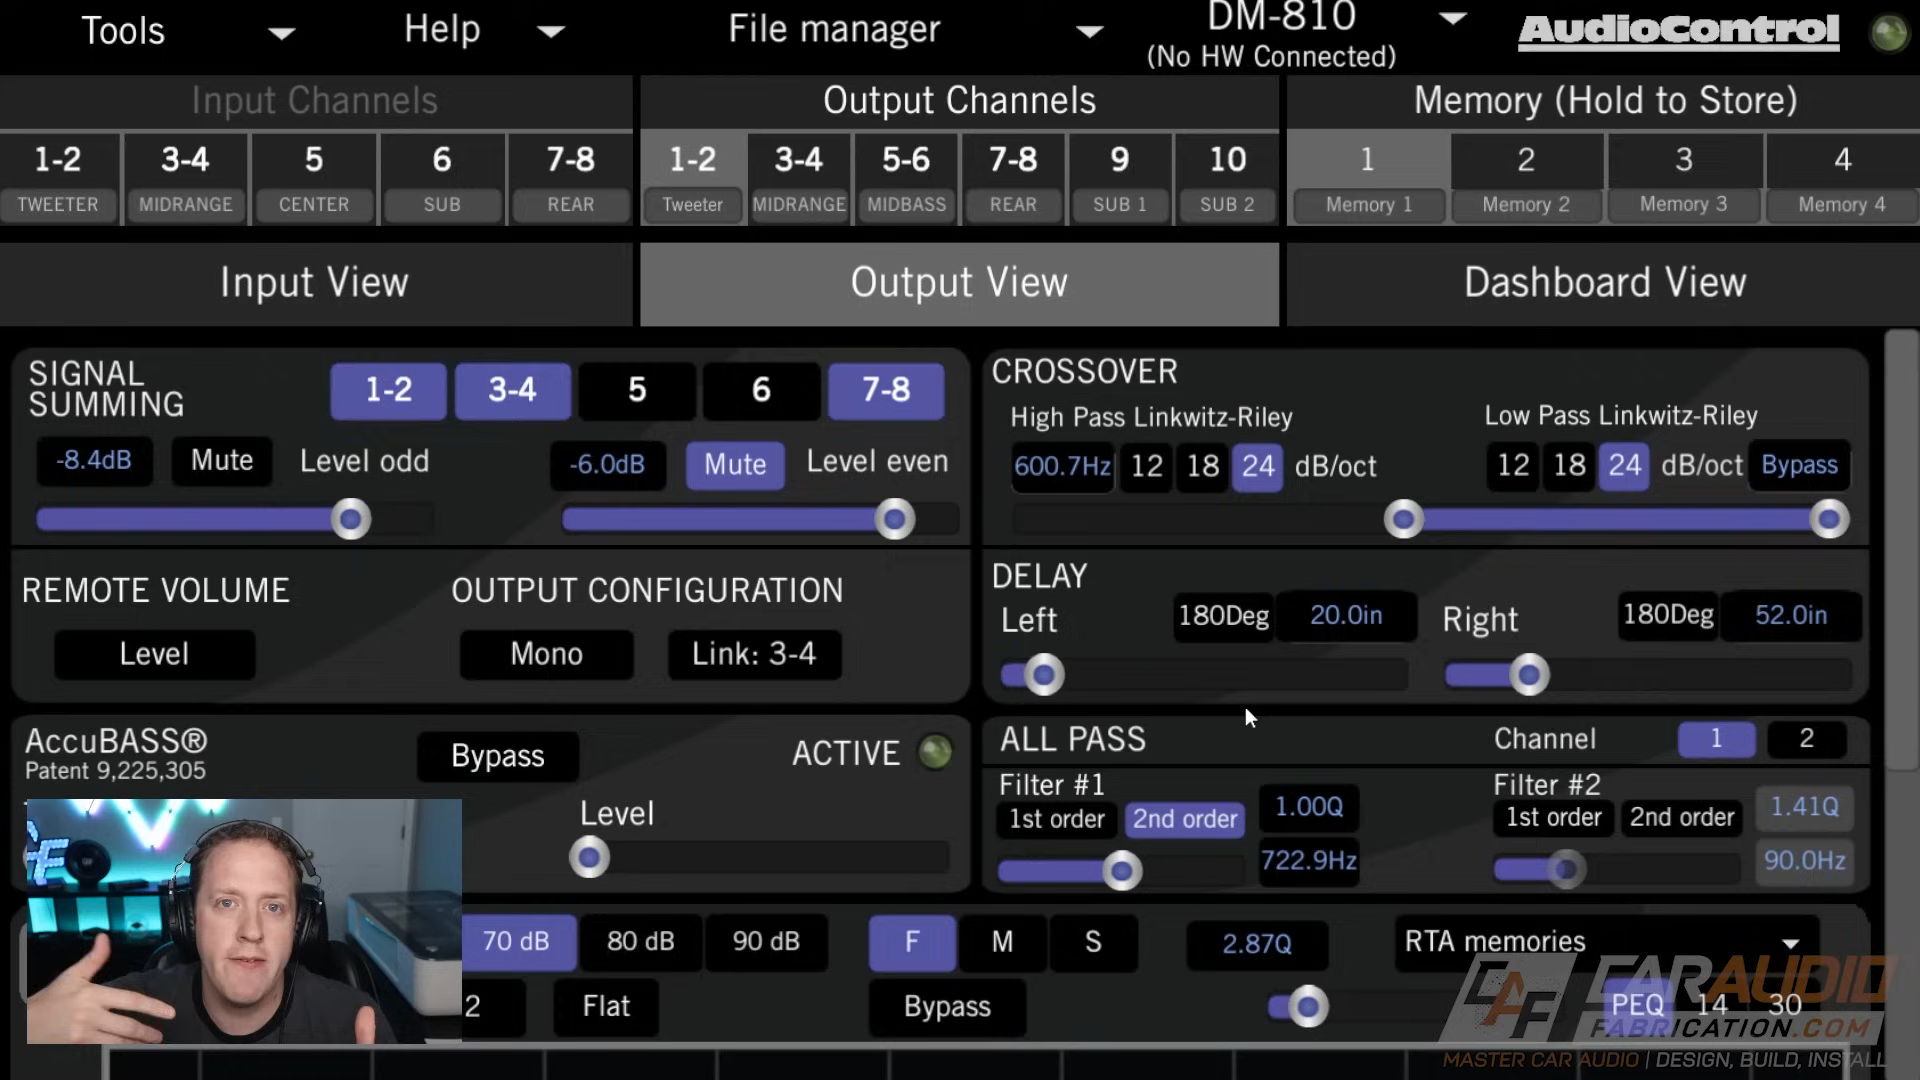 Tools
Help
File manager
DM-810
(No HW Connected)
AudioControl
Input Channels
1-2
3-4
5
6
7-8
TWEETER
MIDRANGE
CENTER
SUB
REAR
Output Channels
1-2
3-4
5-6
7-8
9
10
Tweeter
MIDRANGE
MIDBASS
REAR
SUB 1
SUB 2
Memory (Hold to Store)
1
2
3
4
Memory 1
Memory 2
Memory 3
Memory 4
Input View
Output View
Dashboard View
SIGNAL
SUMMING
1-2
3-4
5
6
7-8
-8.4dB
Mute
Level odd
-6.0dB
Mute
Level even
CROSSOVER
High Pass Linkwitz-Riley
600.7Hz
12
18
24
dB/oct
Low Pass Linkwitz-Riley
12
18
24
dB/oct
Bypass
REMOTE VOLUME
Level
OUTPUT CONFIGURATION
Mono
Link: 3-4
DELAY
Left
180Deg
20.0in
Right
180Deg
52.0in
AccuBASS®
Patent 9,225,305
Bypass
ACTIVE
Level
ALL PASS
Channel
1
2
Filter #1
1st order
2nd order
1.00Q
722.9Hz
Filter #2
1st order
2nd order
1.41Q
90.0Hz
70 dB
80 dB
90 dB
F
M
S
2.87Q
RTA memories
2
Flat
Bypass
PEQ
14
30
CAF
CARAUDIO
FABRICATION.COM
MASTER CAR AUDIO | DESIGN, BUILD, INSTALL